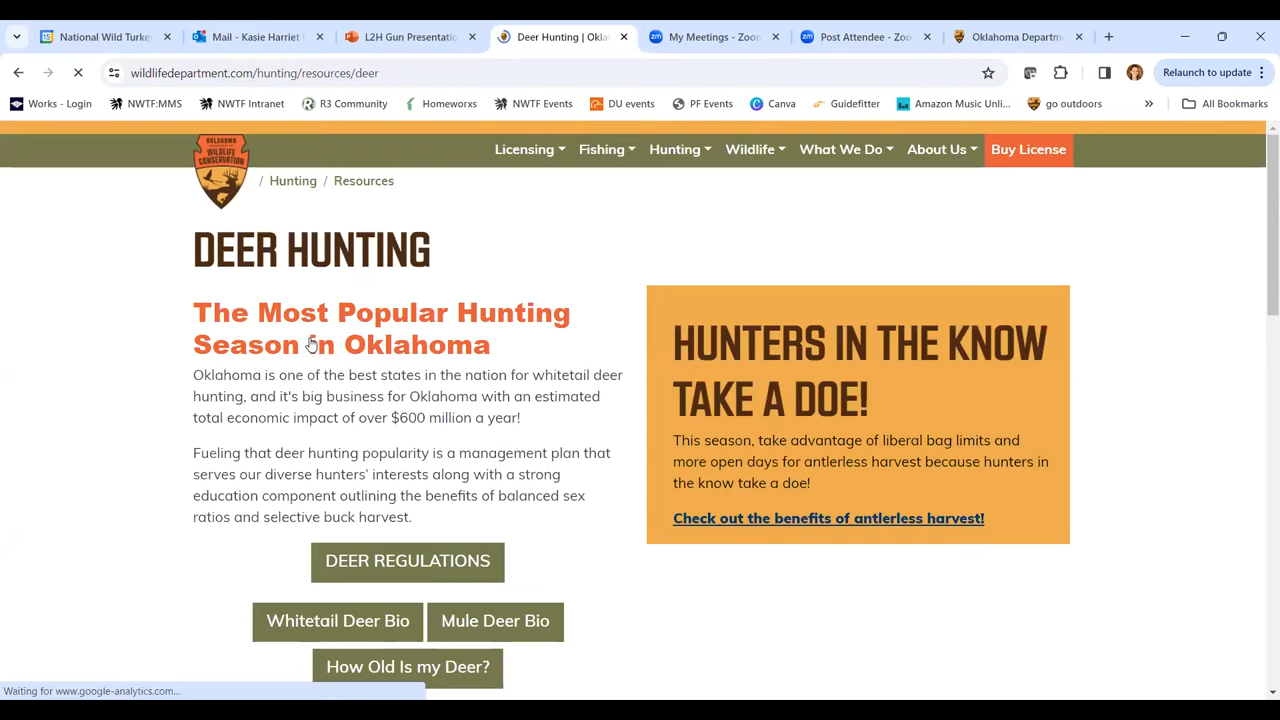 National Wild Turke
Mail - Kasie Harriet
L2H Gun Presentatio
Deer Hunting | Okla
My Meetings - Zoom
Post Attendee - Zoo
Oklahoma Departm
wildlifedepartment.com/hunting/resources/deer
Relaunch to update
Works - Login
NWTF:MMS
NWTF Intranet
R3 Community
Homeworxs
NWTF Events
DU events
PF Events
Canva
Guidefitter
Amazon Music Unli...
go outdoors
»
All Bookmarks
OKLAHOMA
WILDLIFE
CONSERVATION
Licensing
Fishing
Hunting
Wildlife
What We Do
About Us
Buy License
/ Hunting / Resources
DEER HUNTING
The Most Popular Hunting
Season in Oklahoma
Oklahoma is one of the best states in the nation for whitetail deer
hunting, and it's big business for Oklahoma with an estimated
total economic impact of over $600 million a year!
Fueling that deer hunting popularity is a management plan that
serves our diverse hunters' interests along with a strong
education component outlining the benefits of balanced sex
ratios and selective buck harvest.
DEER REGULATIONS
Whitetail Deer Bio
Mule Deer Bio
How Old Is my Deer?
HUNTERS IN THE KNOW
TAKE A DOE!
This season, take advantage of liberal bag limits and
more open days for antlerless harvest because hunters in
the know take a doe!
Check out the benefits of antlerless harvest!
Waiting for www.google-analytics.com...